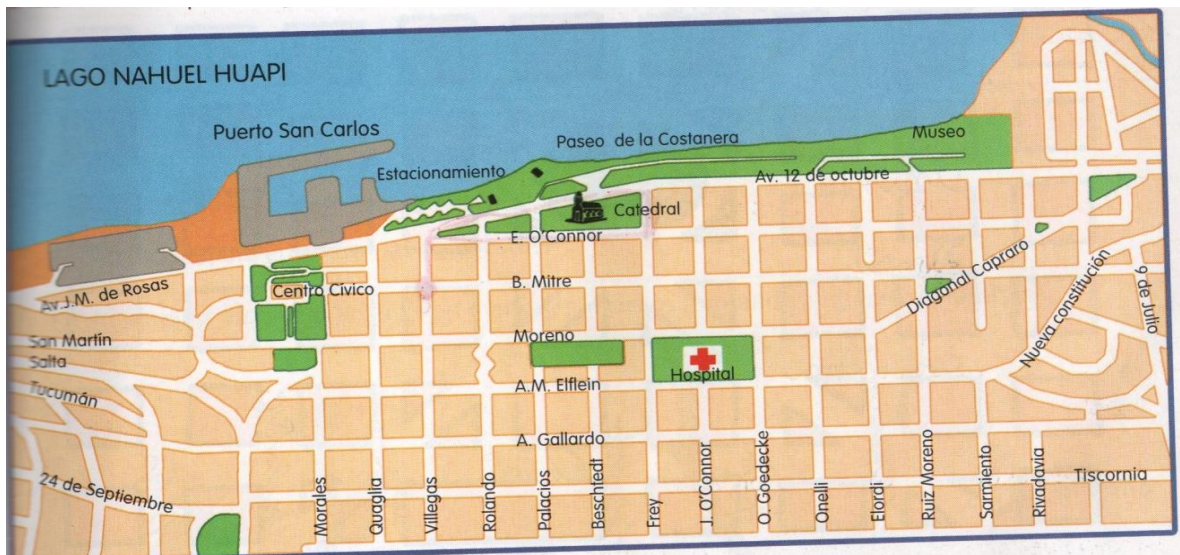 LAGO NAHUEL HUAPI
Puerto San Carlos
Estacionamiento
Paseo de la Costanera
Museo
Av. 12 de octubre
Catedral
E. O'Connor
Av.J.M. de Rosas
Centro Cívico
B. Mitre
Diagonal Capraro
Nueva constitución
9 de Julio
San Martín
Moreno
Salta
Hospital
Tucumán
A.M. Elflein
A. Gallardo
24 de Septiembre
Morales
Quaglia
Villegas
Rolando
Palacios
Beschtedt
Frey
J. O'Connor
O. Goedecke
Onelli
Elordi
Ruiz Moreno
Sarmiento
Rivadavia
Tiscornia